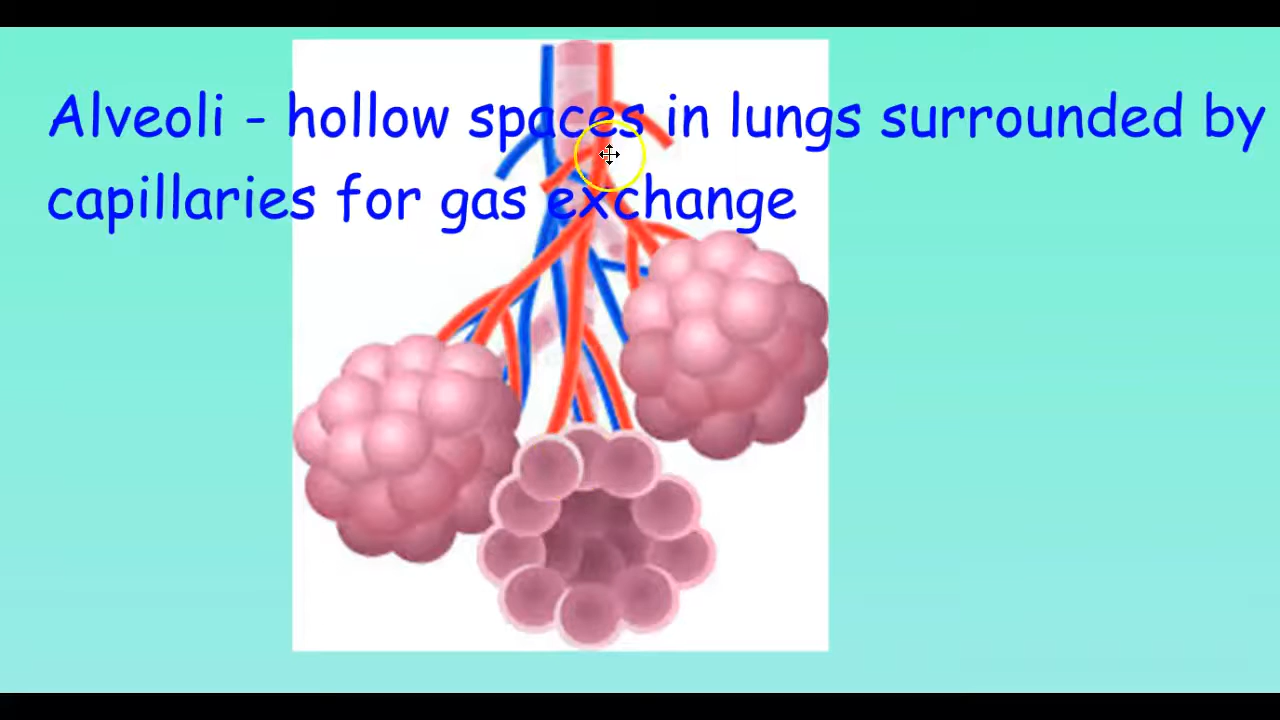 Alveoli - hollow spaces in lungs surrounded by
capillaries for gas exchange